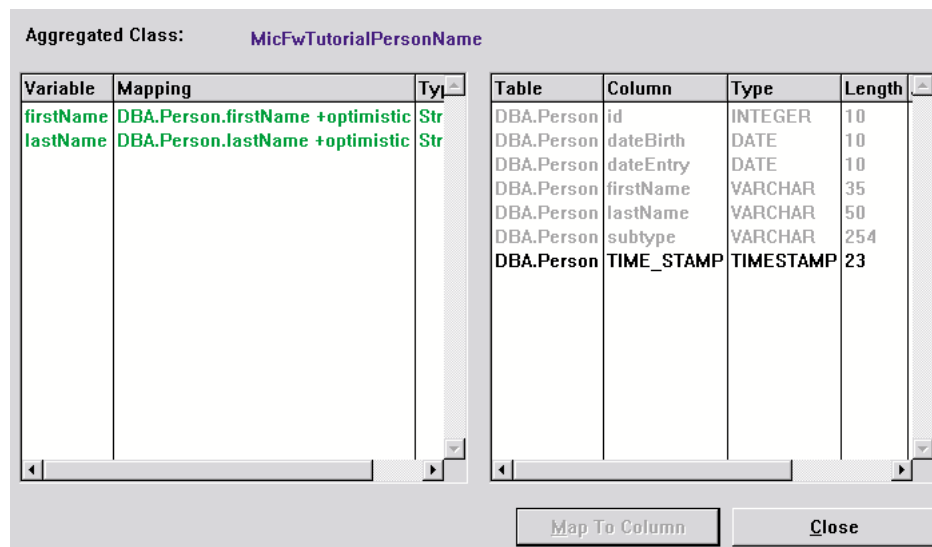 Aggregated Class: MicFwTutorialPersonName
Variable Mapping Typ Table Column Type Length
firstName DBA.Person.firstName +optimistic Str DBA.Person id INTEGER 10
lastName DBA.Person.lastName +optimistic Str DBA.Person dateBirth DATE 10
DBA.Person dateEntry DATE 10
DBA.Person firstName VARCHAR 35
DBA.Person lastName VARCHAR 50
DBA.Person subtype VARCHAR 254
DBA.Person TIME_STAMP TIMESTAMP 23
Map To Column Close